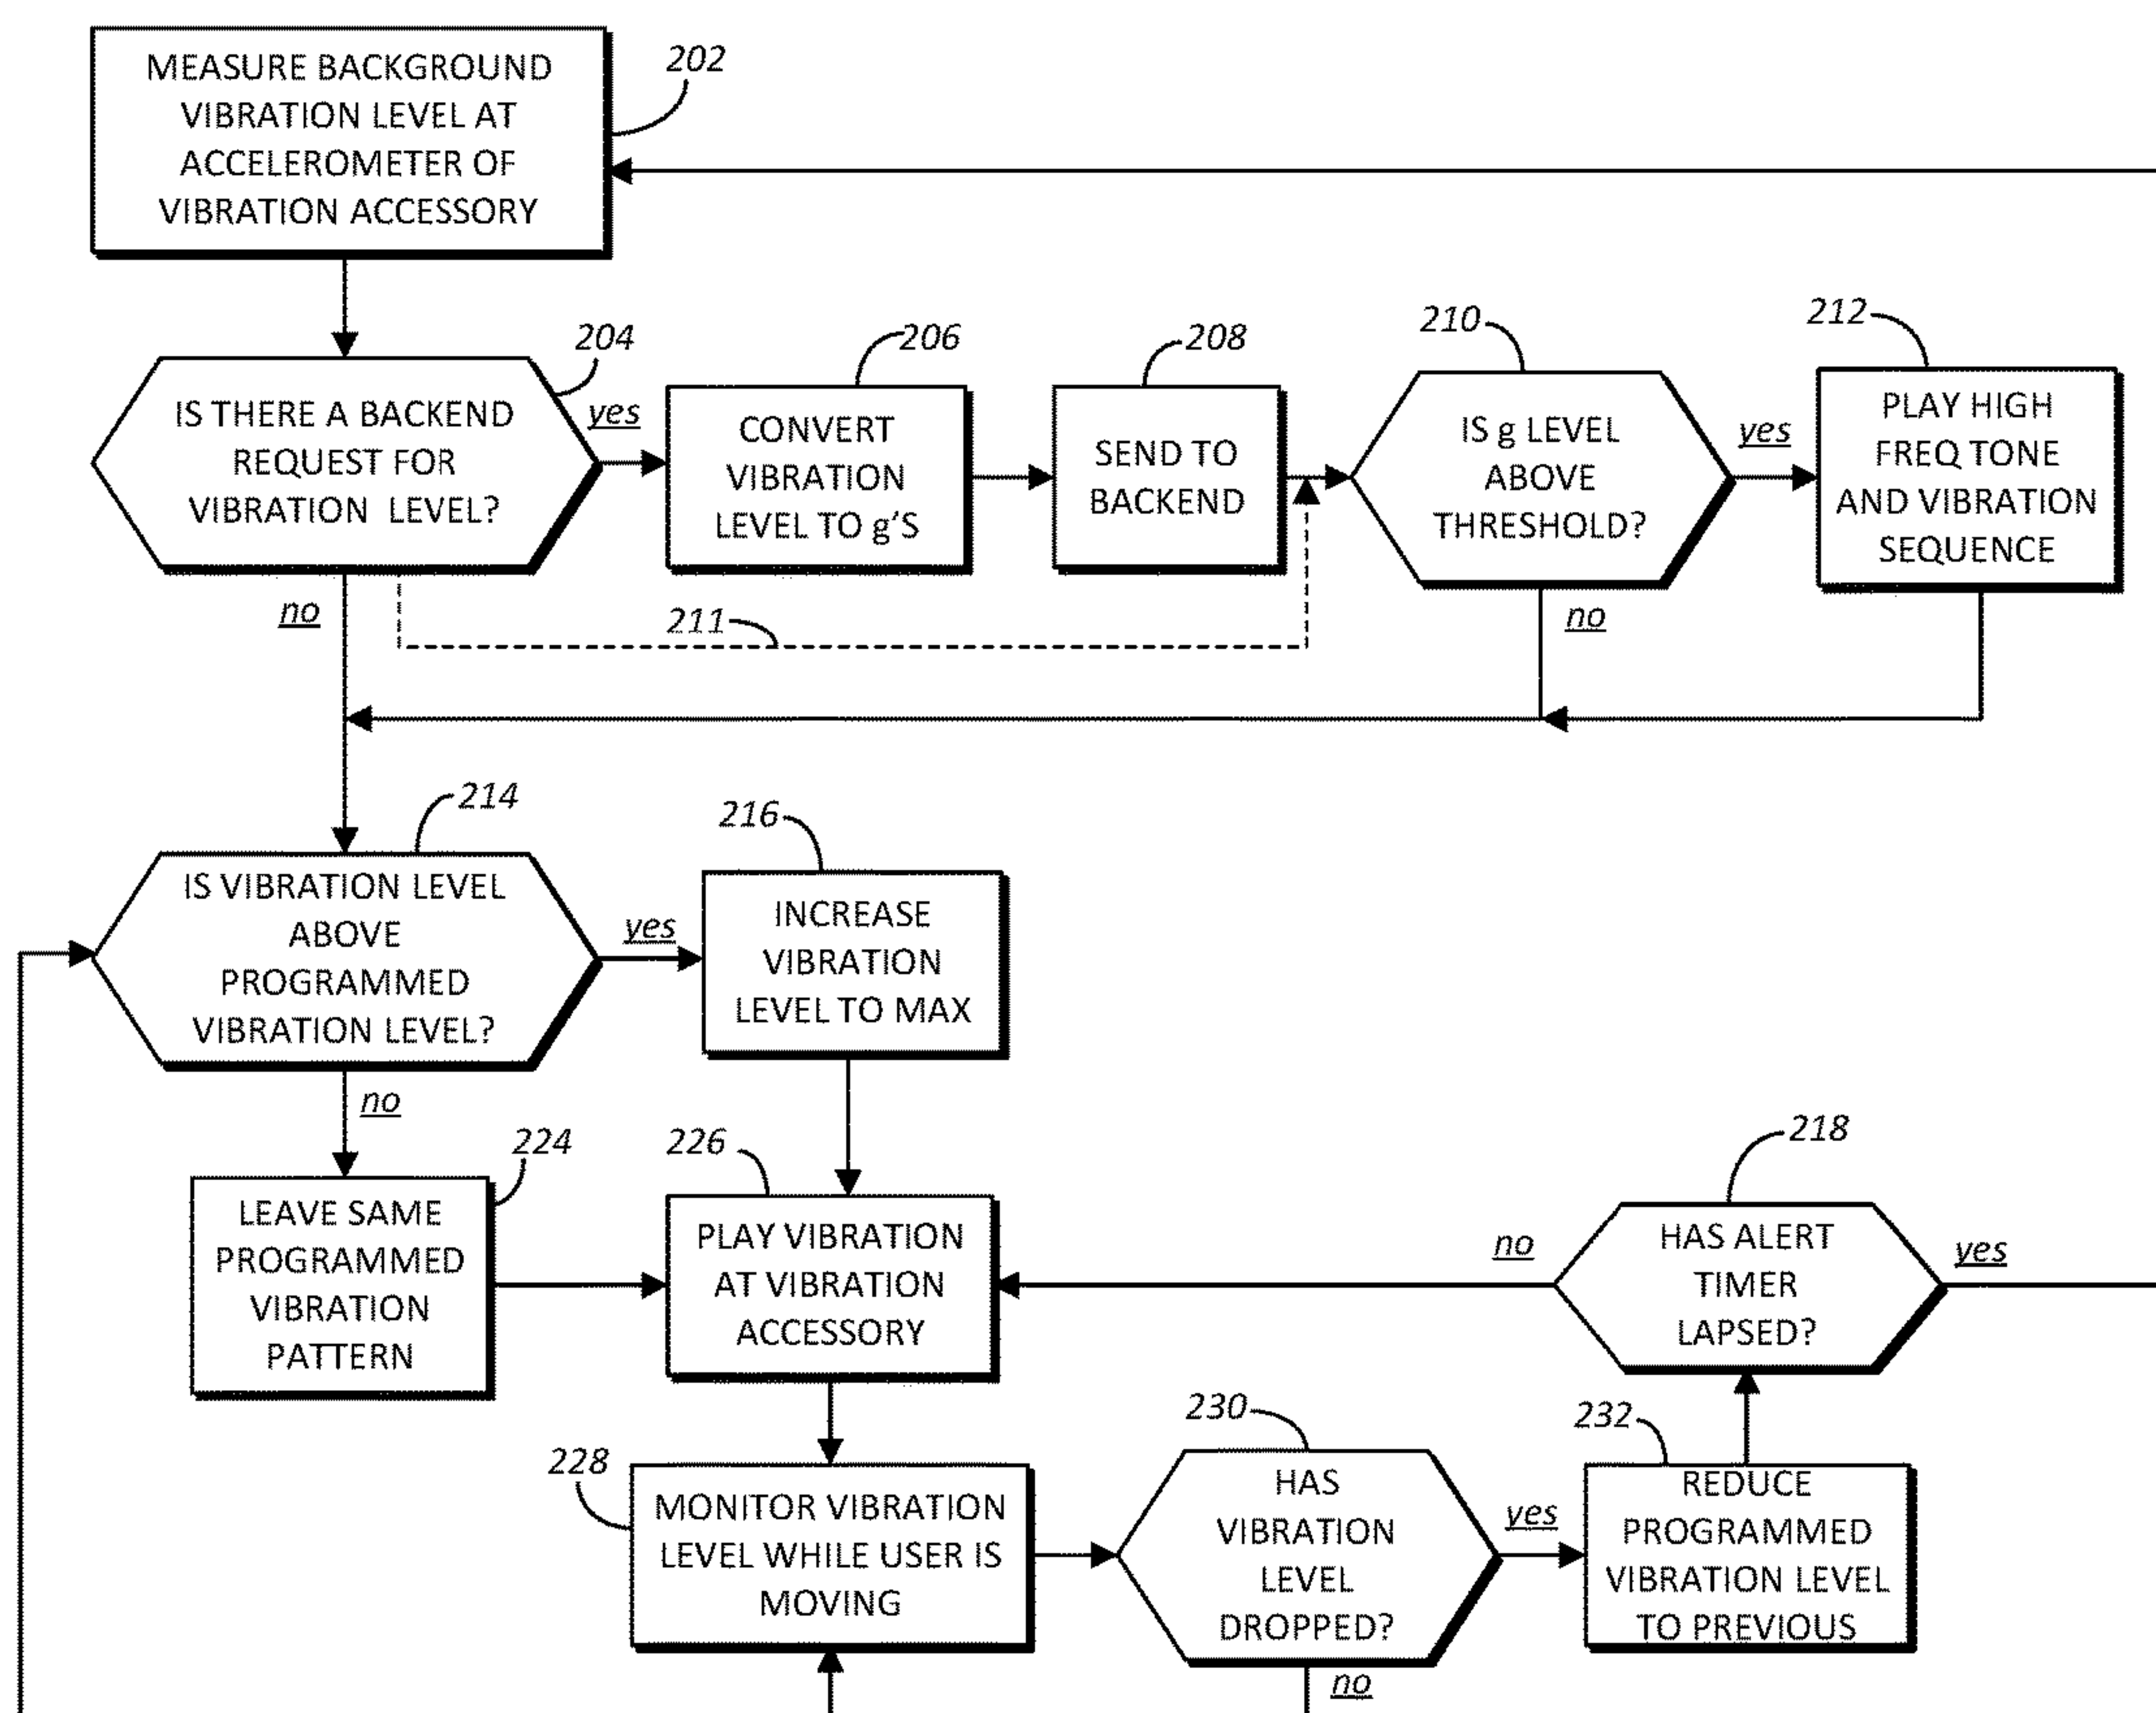 MEASURE BACKGROUND
VIBRATION LEVEL AT
ACCELEROMETER OF
VIBRATION ACCESSORY
202
IS THERE A BACKEND
REQUEST FOR
VIBRATION LEVEL?
204
yes
no
CONVERT
VIBRATION
LEVEL TO g'S
206
SEND TO
BACKEND
208
IS g LEVEL
ABOVE
THRESHOLD?
210
yes
no
PLAY HIGH
FREQ TONE
AND VIBRATION
SEQUENCE
212
211
IS VIBRATION LEVEL
ABOVE
PROGRAMMED
VIBRATION LEVEL?
214
yes
no
INCREASE
VIBRATION
LEVEL TO MAX
216
LEAVE SAME
PROGRAMMED
VIBRATION
PATTERN
224
PLAY VIBRATION
AT VIBRATION
ACCESSORY
226
no
HAS ALERT
TIMER
LAPSED?
218
yes
MONITOR VIBRATION
LEVEL WHILE USER IS
MOVING
228
HAS
VIBRATION
LEVEL
DROPPED?
230
yes
no
REDUCE
PROGRAMMED
VIBRATION LEVEL
TO PREVIOUS
232